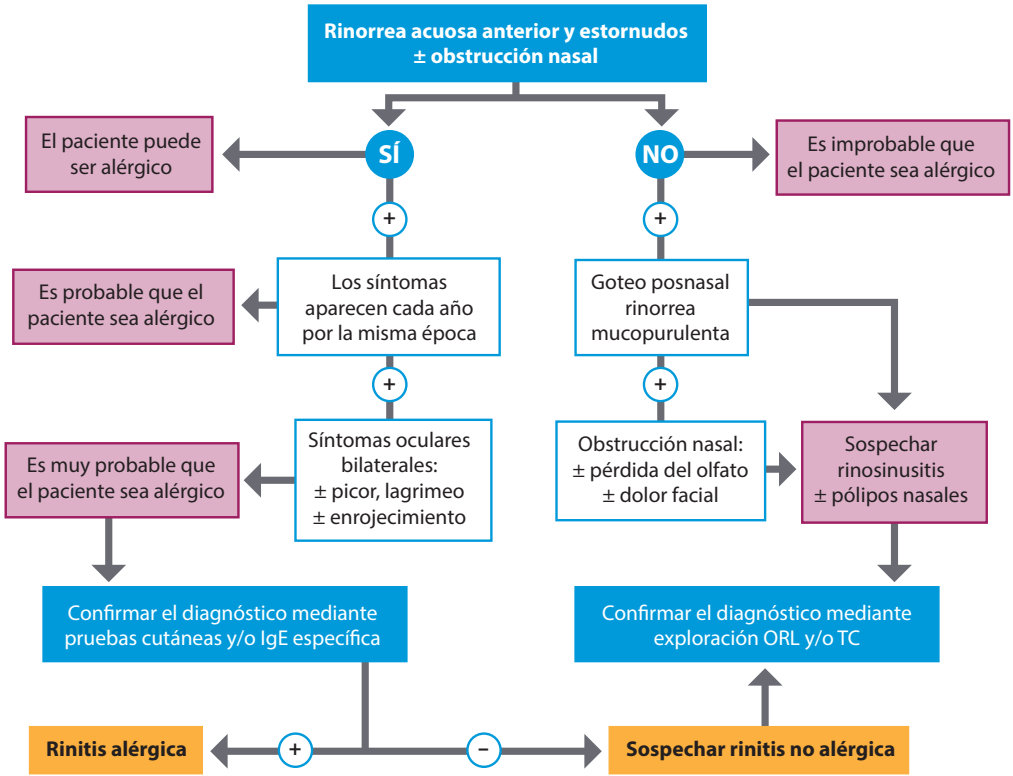 Rinorrea acuosa anterior y estornudos
± obstrucción nasal
El paciente puede
ser alérgico
SÍ
NO
Es improbable que
el paciente sea alérgico
+
+
Es probable que el
paciente sea alérgico
Los síntomas
aparecen cada año
por la misma época
Goteo posnasal
rinorrea
mucopurulenta
+
+
Es muy probable que
el paciente sea alérgico
Síntomas oculares
bilaterales:
± picor, lagrimeo
± enrojecimiento
Obstrucción nasal:
± pérdida del olfato
± dolor facial
Sospechar
rinosinusitis
± pólipos nasales
Confirmar el diagnóstico mediante
pruebas cutáneas y/o IgE específica
Confirmar el diagnóstico mediante
exploración ORL y/o TC
Rinitis alérgica
+
−
Sospechar rinitis no alérgica